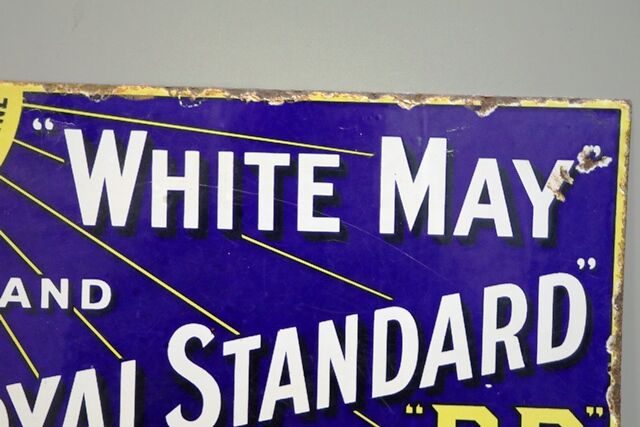 "WHITE MAY"
AND
OYAL STANDARD"